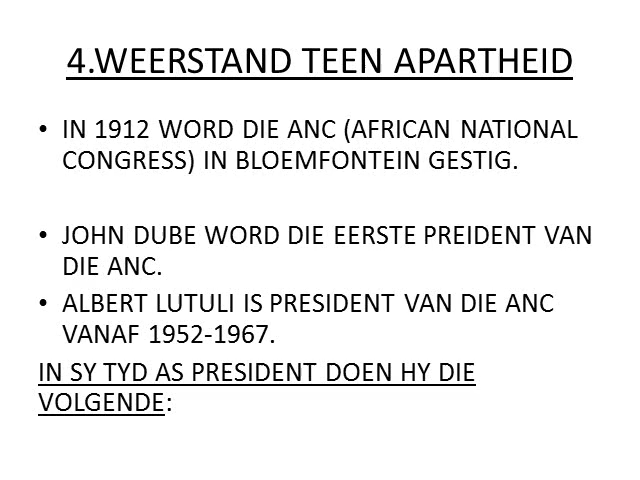 4.WEERSTAND TEEN APARTHEID
• IN 1912 WORD DIE ANC (AFRICAN NATIONAL
CONGRESS) IN BLOEMFONTEIN GESTIG.
• JOHN DUBE WORD DIE EERSTE PREIDENT VAN
DIE ANC.
• ALBERT LUTULI IS PRESIDENT VAN DIE ANC
VANAF 1952-1967.
IN SY TYD AS PRESIDENT DOEN HY DIE
VOLGENDE: